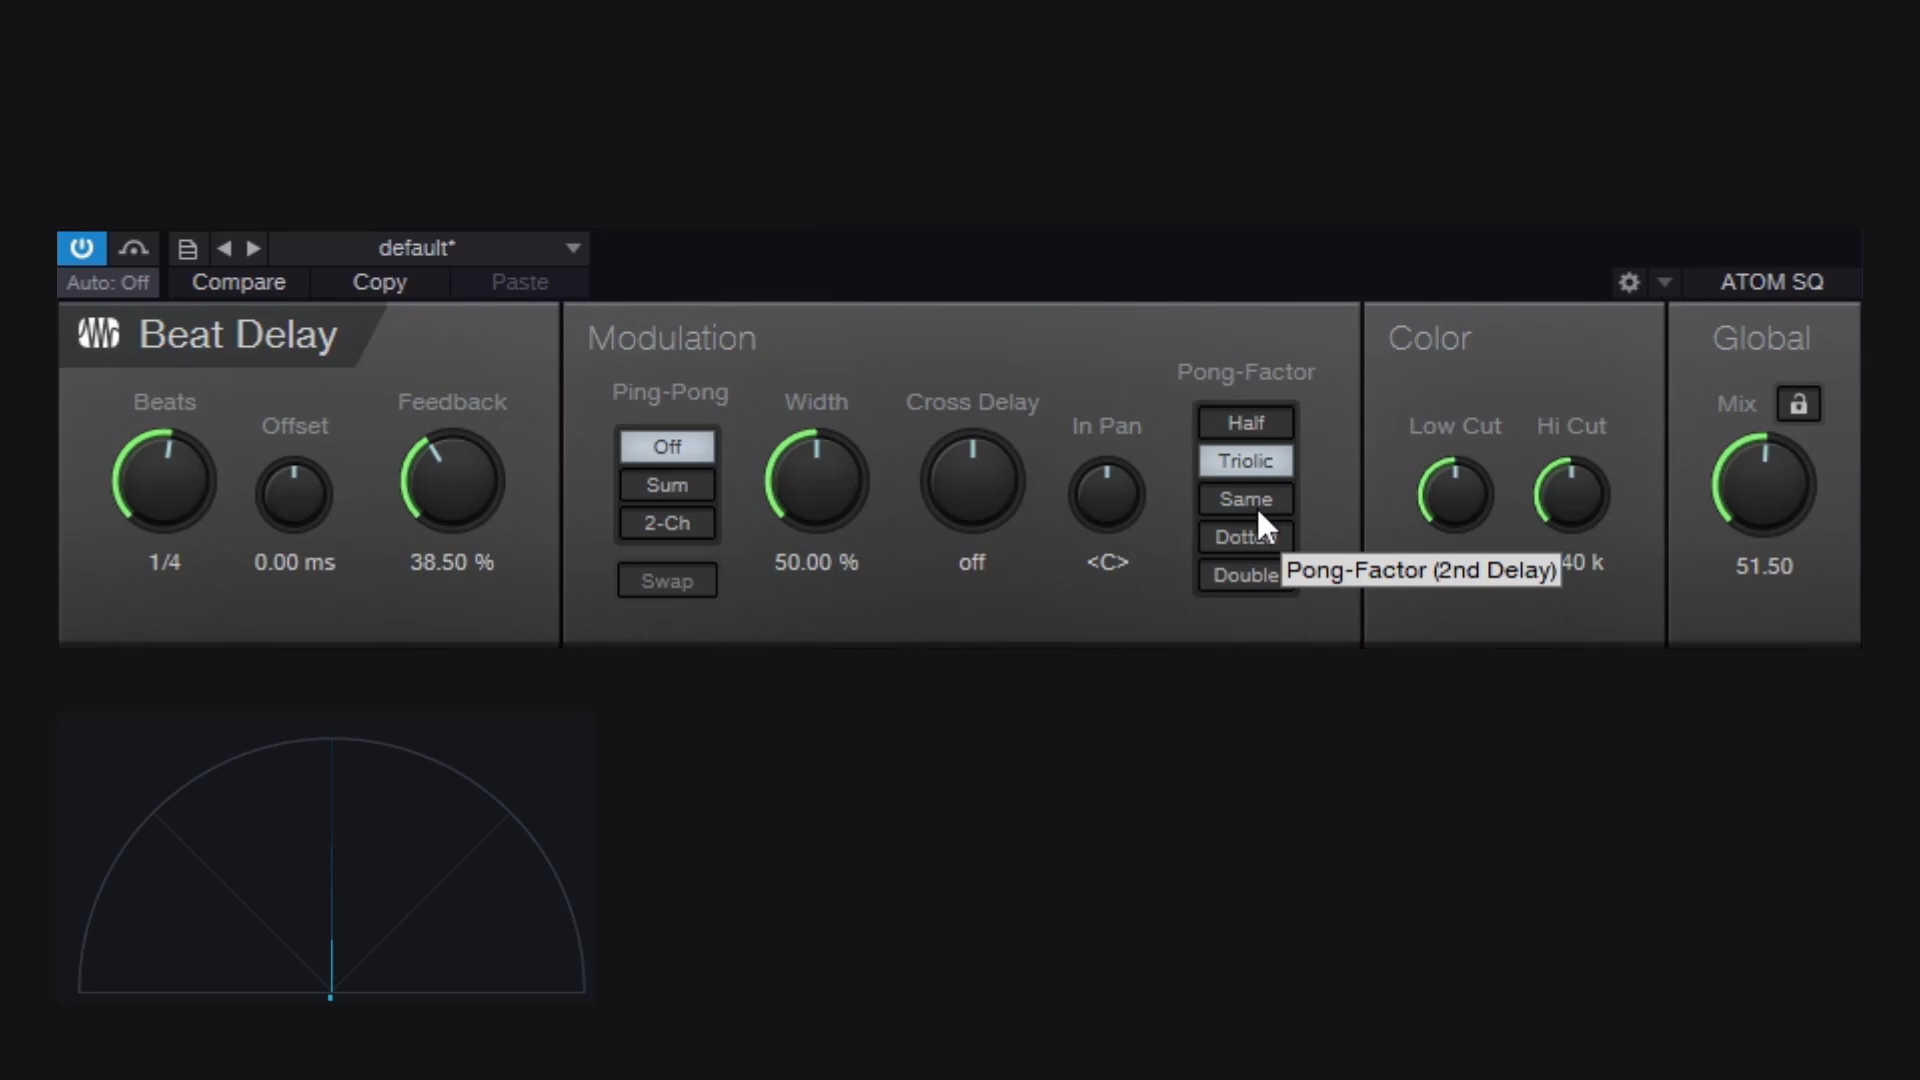 default*
Auto: Off
Compare
Copy
Paste
ATOM SQ
Beat Delay
Beats
1/4
Offset
0.00 ms
Feedback
38.50 %
Modulation
Ping-Pong
Off
Sum
2-Ch
Swap
Width
50.00 %
Cross Delay
off
In Pan
<C>
Pong-Factor
Half
Triolic
Same
Double
Pong-Factor (2nd Delay)
Color
Low Cut
Hi Cut
40 k
Global
Mix
51.50